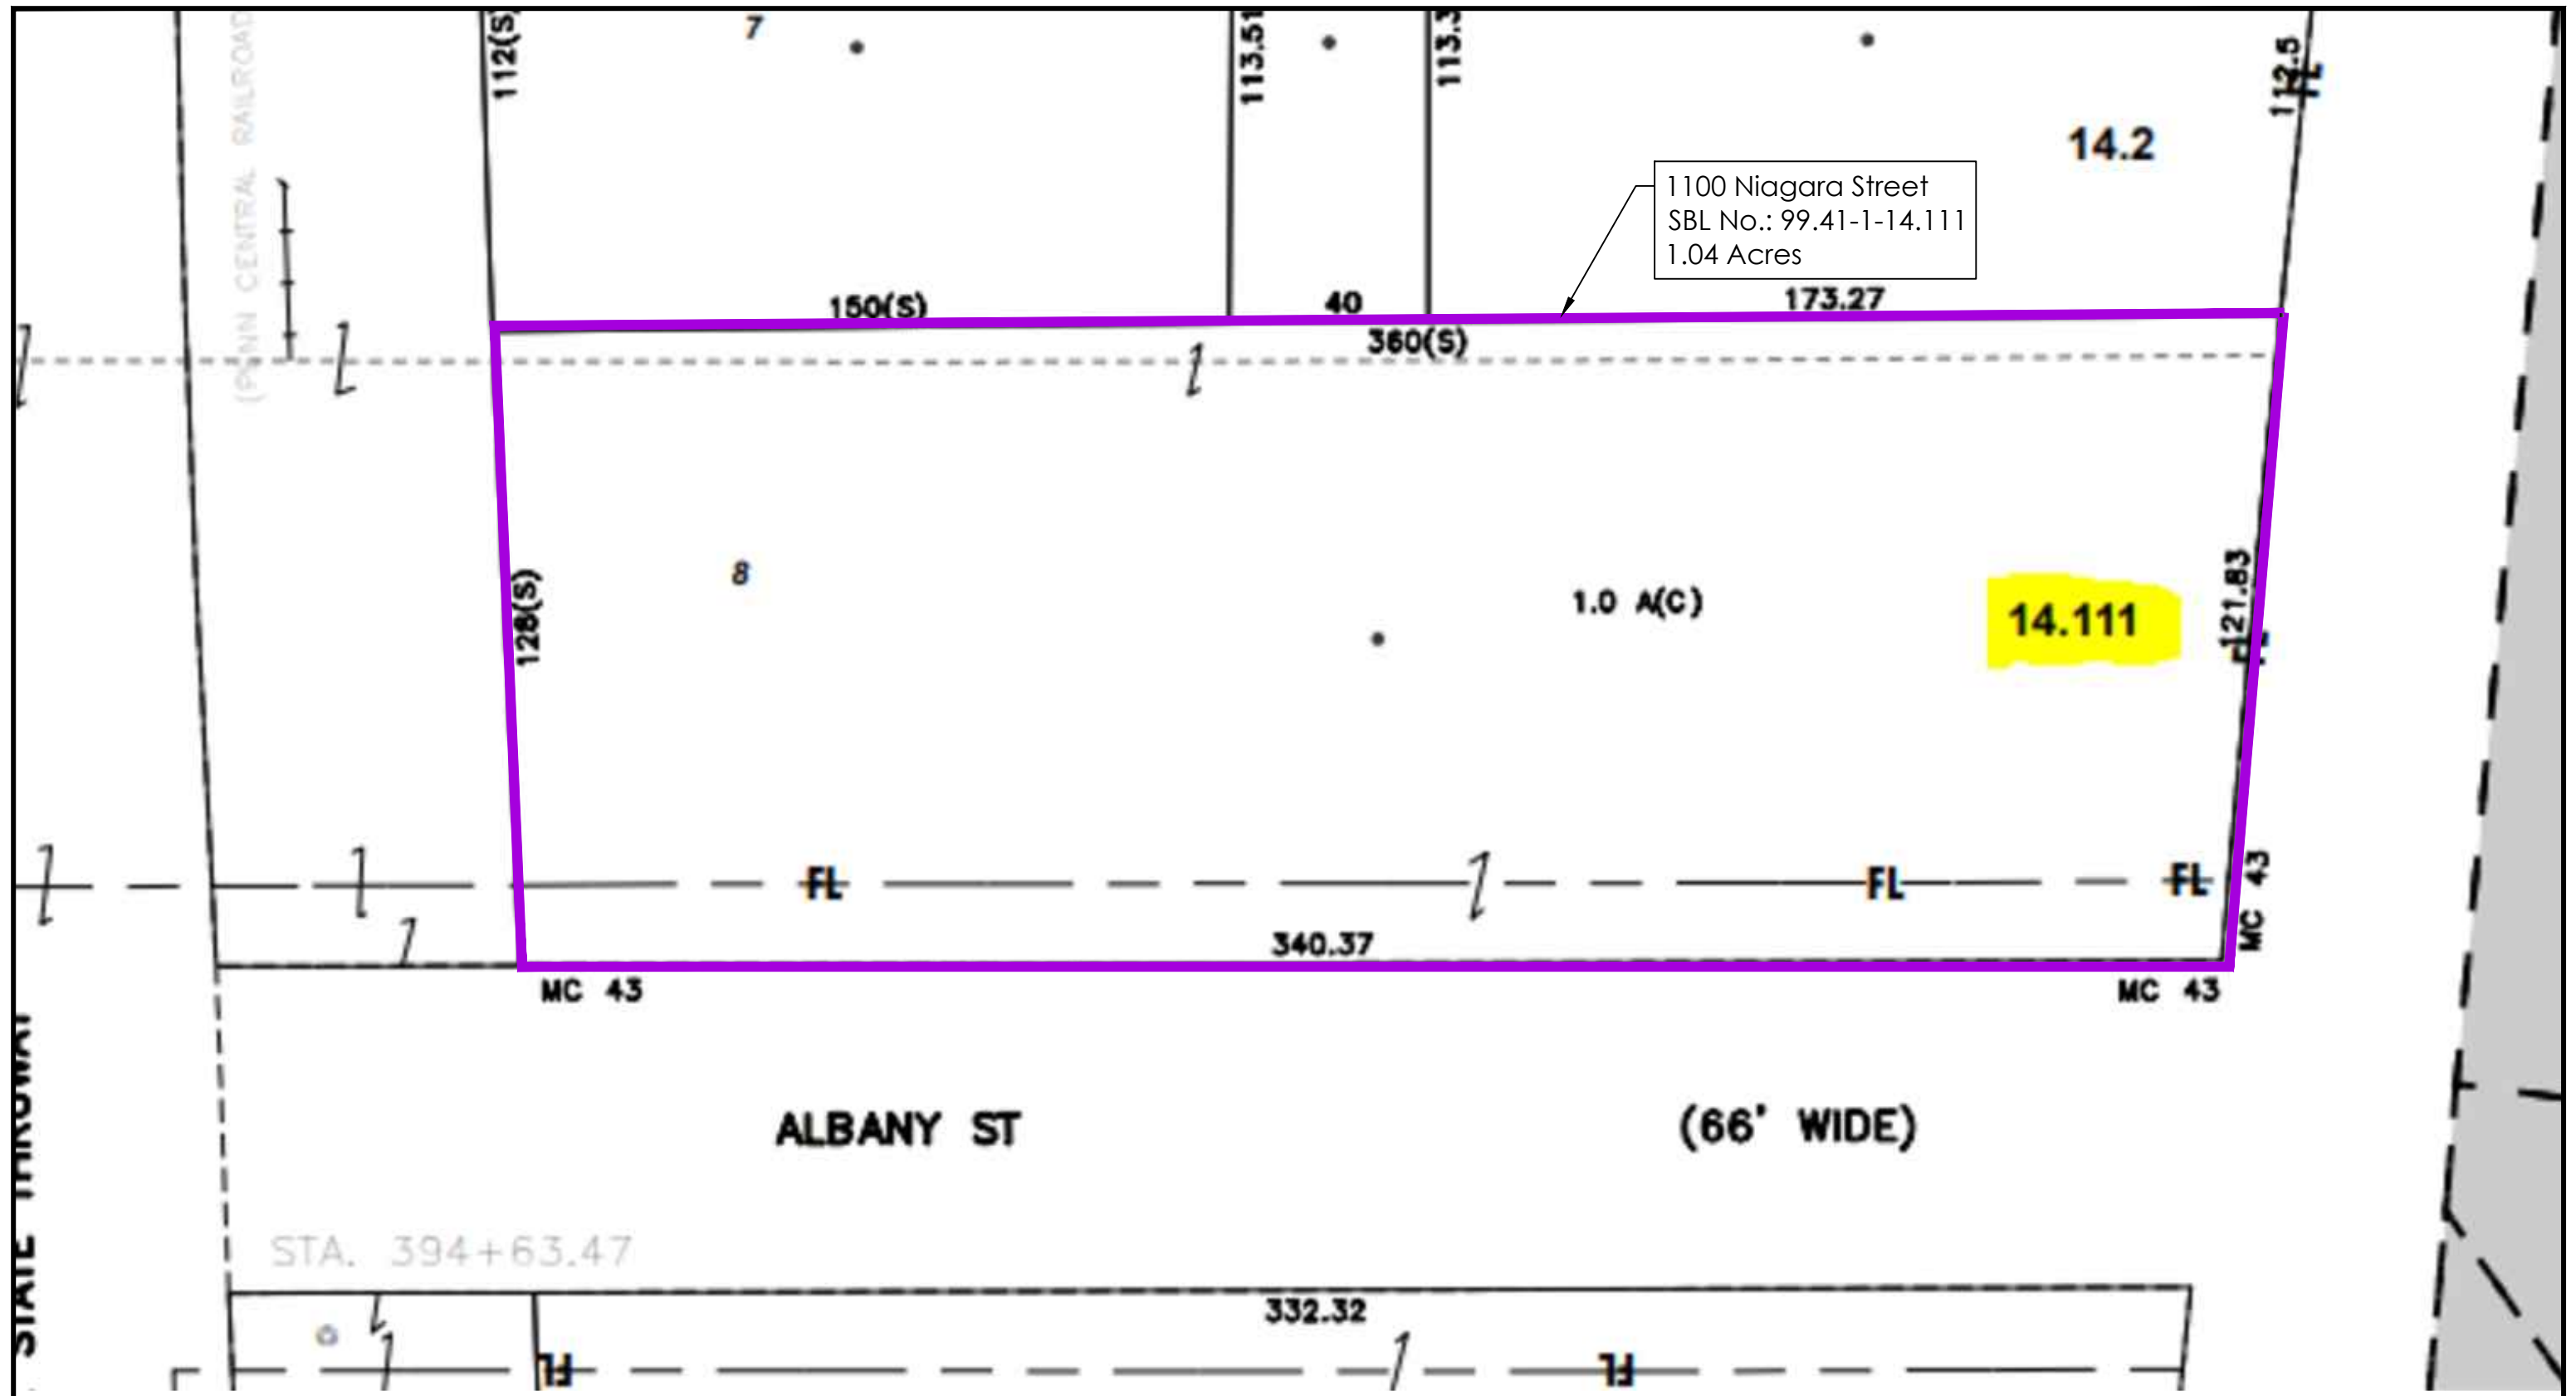 7
112(S)
113.51
113.3
112.5
FL
14.2
(PENN CENTRAL RAILROAD
1100 Niagara Street
SBL No.: 99.41-1-14.111
1.04 Acres
150(S)
40
173.27
360(S)
8
128(S)
1.0 A(C)
14.111
121.83
FL
FL
FL
FL
MC 43
340.37
MC 43
MC 43
STATE THRUWAY
ALBANY ST
(66' WIDE)
STA. 394+63.47
332.32
FL
FL